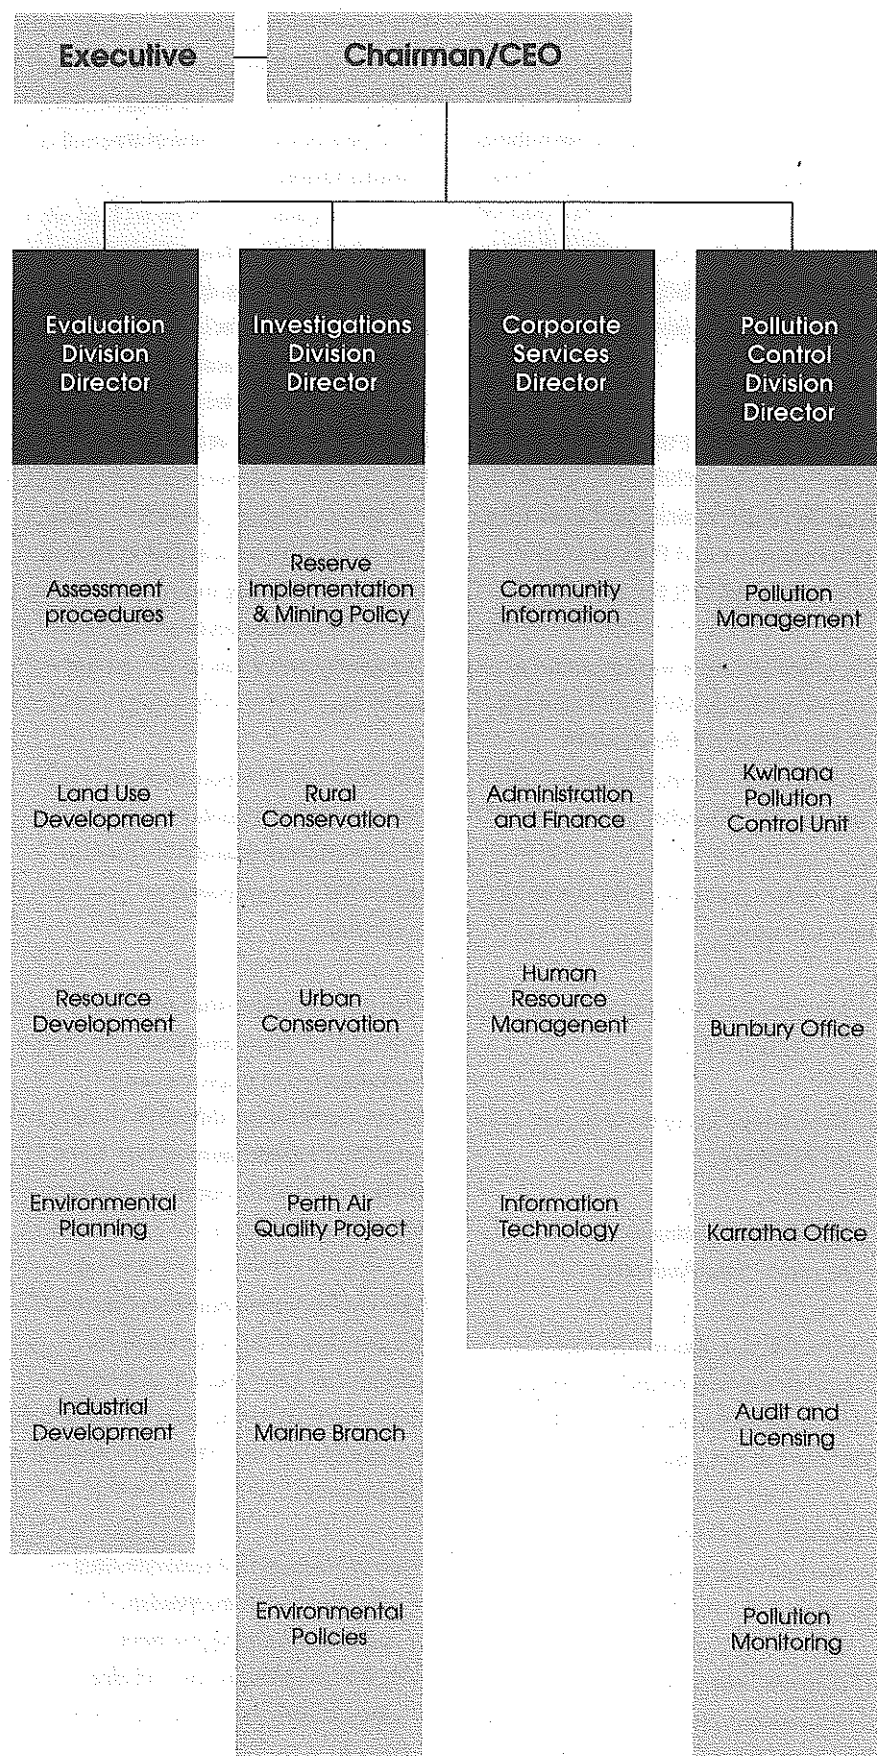 Executive
Chairman/CEO
Evaluation
Division
Director
Assessment
procedures
Land Use
Development
Resource
Development
Environmental
Planning
Industrial
Development
Investigations
Division
Director
Reserve
Implementation
& Mining Policy
Rural
Conservation
Urban
Conservation
Perth Air
Quality Project
Marine Branch
Environmental
Policies
Corporate
Services
Director
Community
Information
Administration
and Finance
Human
Resource
Managenent
Information
Technology
Pollution
Control
Division
Director
Pollution
Management
Kwinana
Pollution
Control Unit
Bunbury Office
Karratha Office
Audit and
Licensing
Pollution
Monitoring